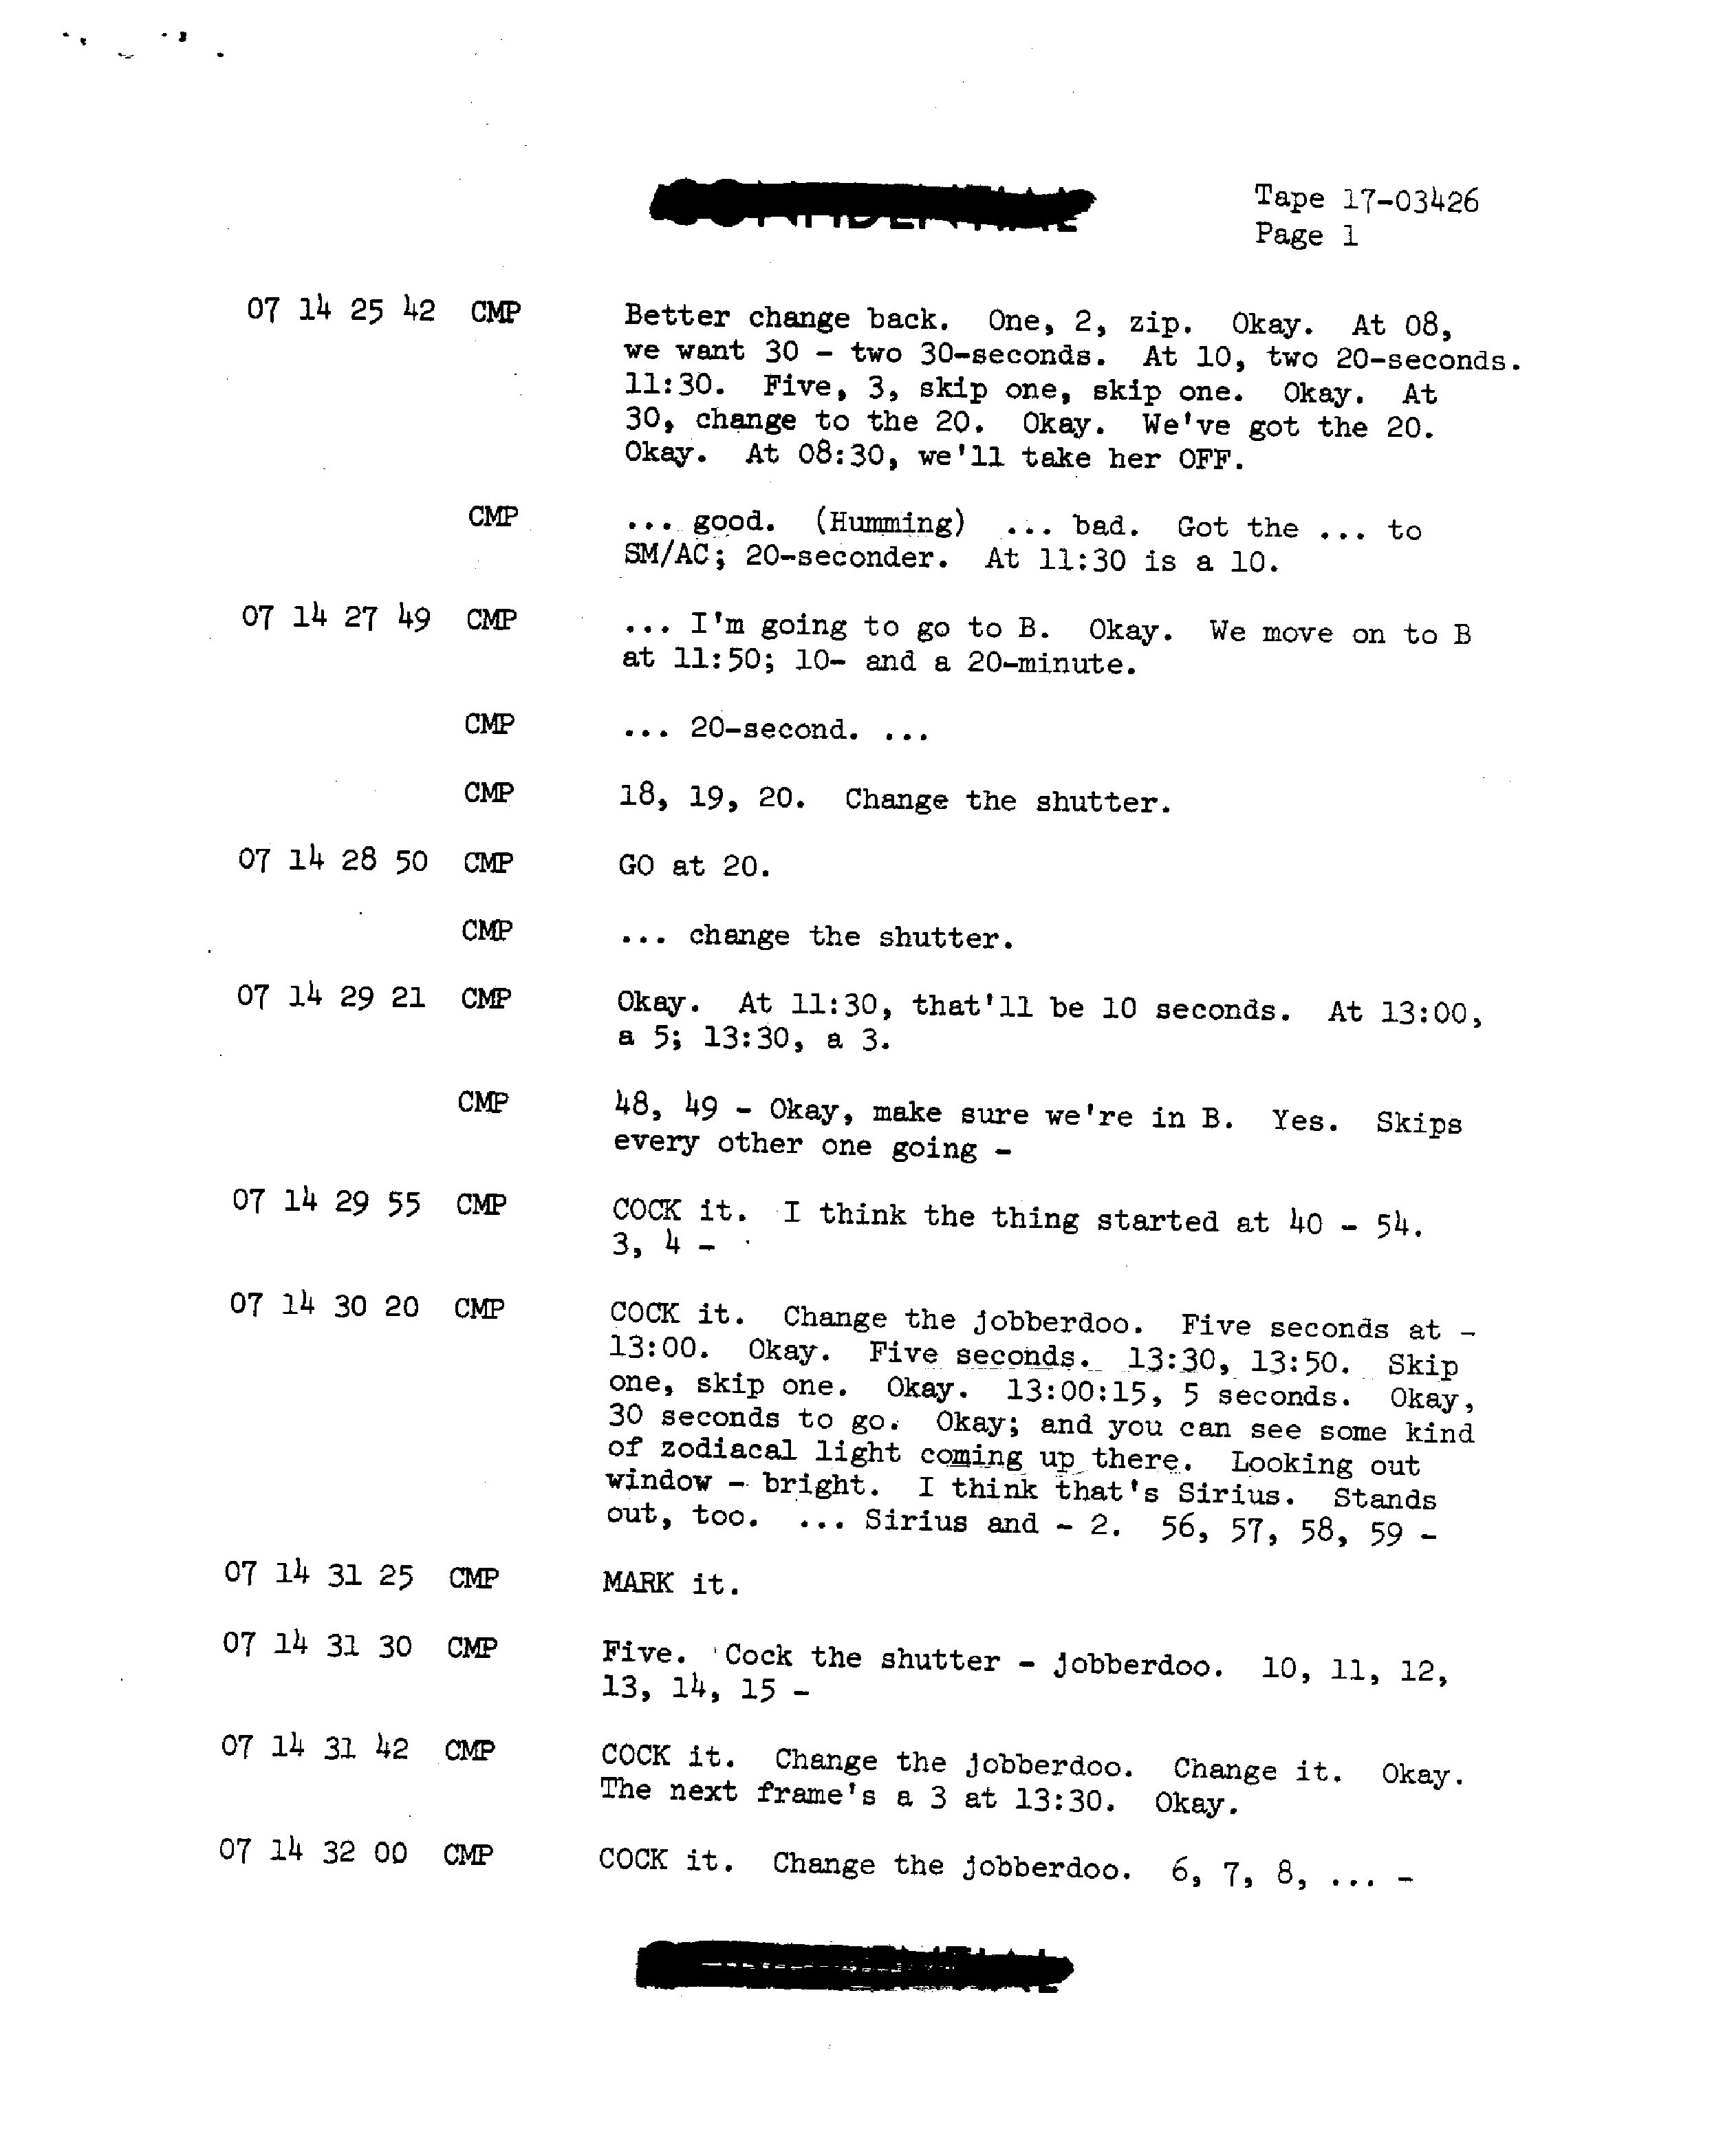 Tape 17-03426
Page 1
07 14 25 42 CMP Better change back. One, 2, zip. Okay. At 08,
we want 30 - two 30-seconds. At 10, two 20-seconds.
11:30. Five, 3, skip one, skip one. Okay. At
30, change to the 20. Okay. We've got the 20.
Okay. At 08:30, we'll take her OFF.
CMP ... good. (Humming) ... bad. Got the ... to
SM/AC; 20-seconder. At 11:30 is a 10.
07 14 27 49 CMP ... I'm going to go to B. Okay. We move on to B
at 11:50; 10- and a 20-minute.
CMP ... 20-second. ...
CMP 18, 19, 20. Change the shutter.
07 14 28 50 CMP GO at 20.
CMP ... change the shutter.
07 14 29 21 CMP Okay. At 11:30, that'll be 10 seconds. At 13:00,
a 5; 13:30, a 3.
CMP 48, 49 - Okay, make sure we're in B. Yes. Skips
every other one going -
07 14 29 55 CMP COCK it. I think the thing started at 40 - 54.
3, 4 -
07 14 30 20 CMP COCK it. Change the jobberdoo. Five seconds at -
13:00. Okay. Five seconds. 13:30, 13:50. Skip
one, skip one. Okay. 13:00:15, 5 seconds. Okay,
30 seconds to go. Okay; and you can see some kind
of zodiacal light coming up there. Looking out
window - bright. I think that's Sirius. Stands
out, too. ... Sirius and - 2. 56, 57, 58, 59 -
07 14 31 25 CMP MARK it.
07 14 31 30 CMP Five. Cock the shutter - jobberdoo. 10, 11, 12,
13, 14, 15 -
07 14 31 42 CMP COCK it. Change the jobberdoo. Change it. Okay.
The next frame's a 3 at 13:30. Okay.
07 14 32 00 CMP COCK it. Change the jobberdoo. 6, 7, 8, ... -